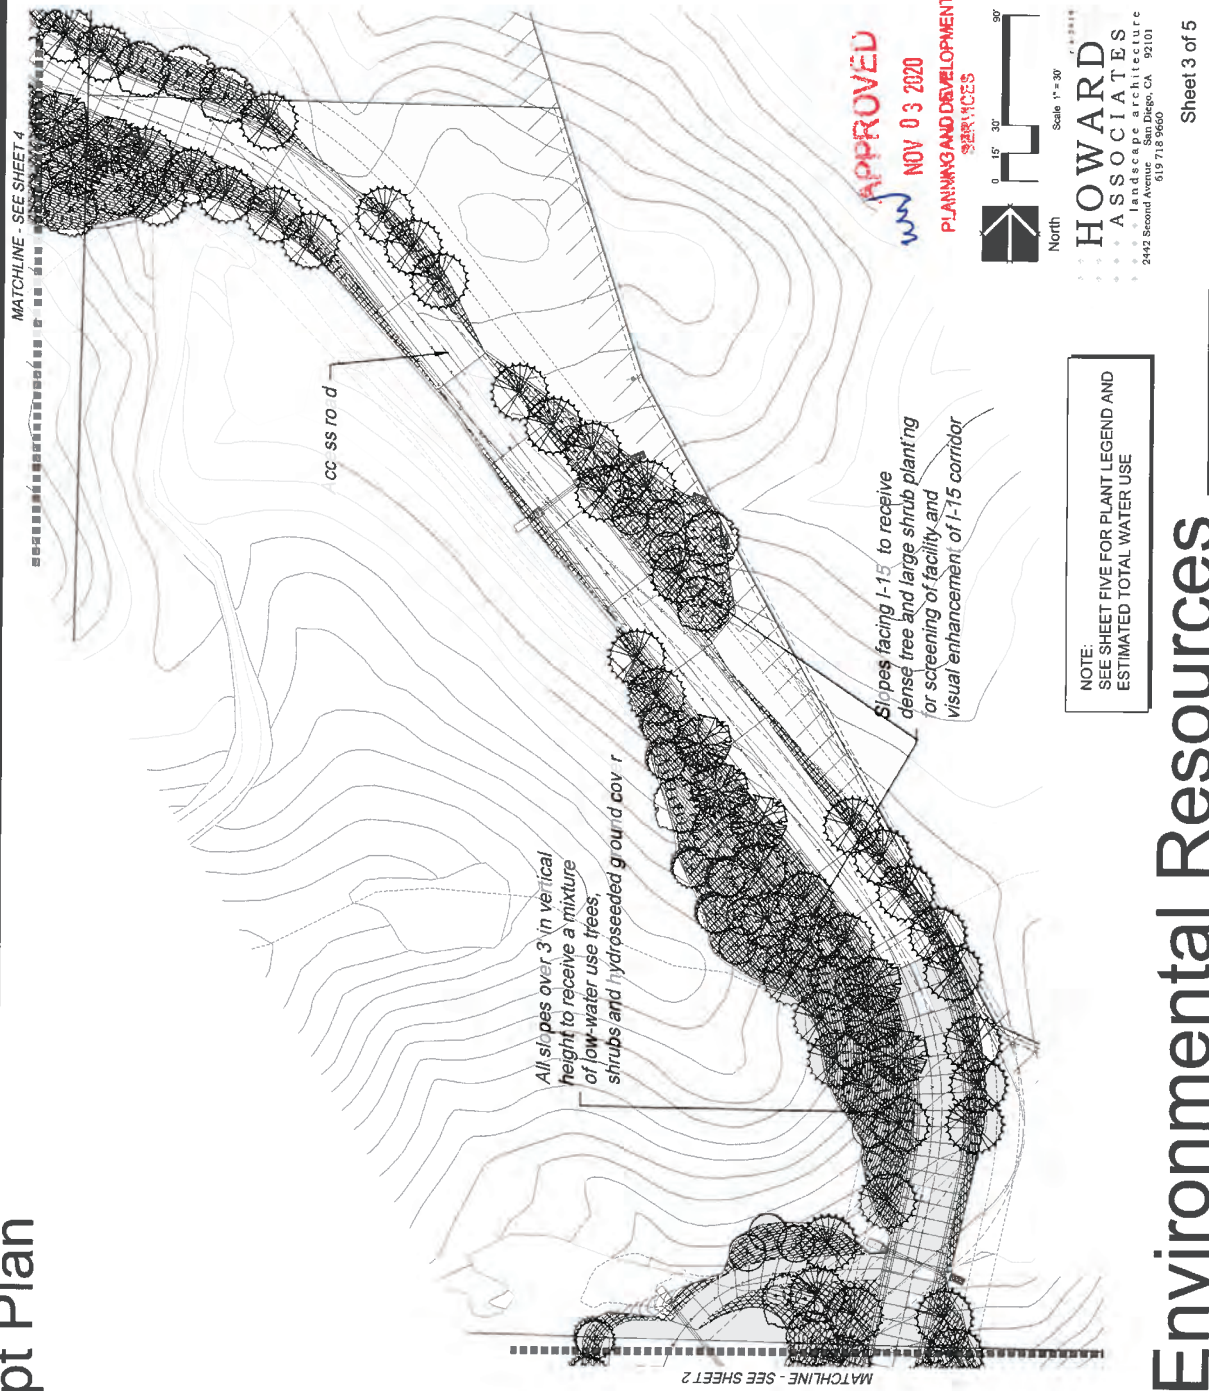 pt Plan
MATCHLINE - SEE SHEET 4
cc ss ro d
All slopes over 3 in vertical
height to receive a mixture
of low-water use trees,
shrubs and hydroseeded ground cov r
Slopes facing I-15 to receive
dense tree and large shrub planting
for screening of facility and
visual enhancement of I-15 corridor
MATCHLINE - SEE SHEET 2
NOTE:
SEE SHEET FIVE FOR PLANT LEGEND AND
ESTIMATED TOTAL WATER USE
APPROVED
NOV 03 2020
PLANNING AND DEVELOPMENT
SERVICES
North
0 15' 30' 90'
Scale 1" = 30'
HOWARD
ASSOCIATES
landscape architecture
2442 Second Avenue San Diego, CA 92101
619 718 9660
Sheet 3 of 5
Environmental Resources